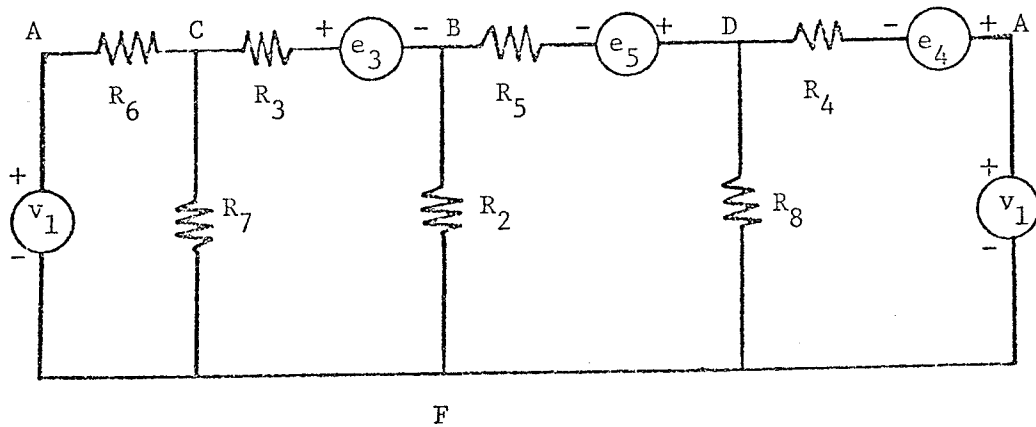 A C + - B - + D - + A
e3 e5 e4
R6 R3 R5 R4
+ +
v1 R7 R2 R8 v1
- -
F